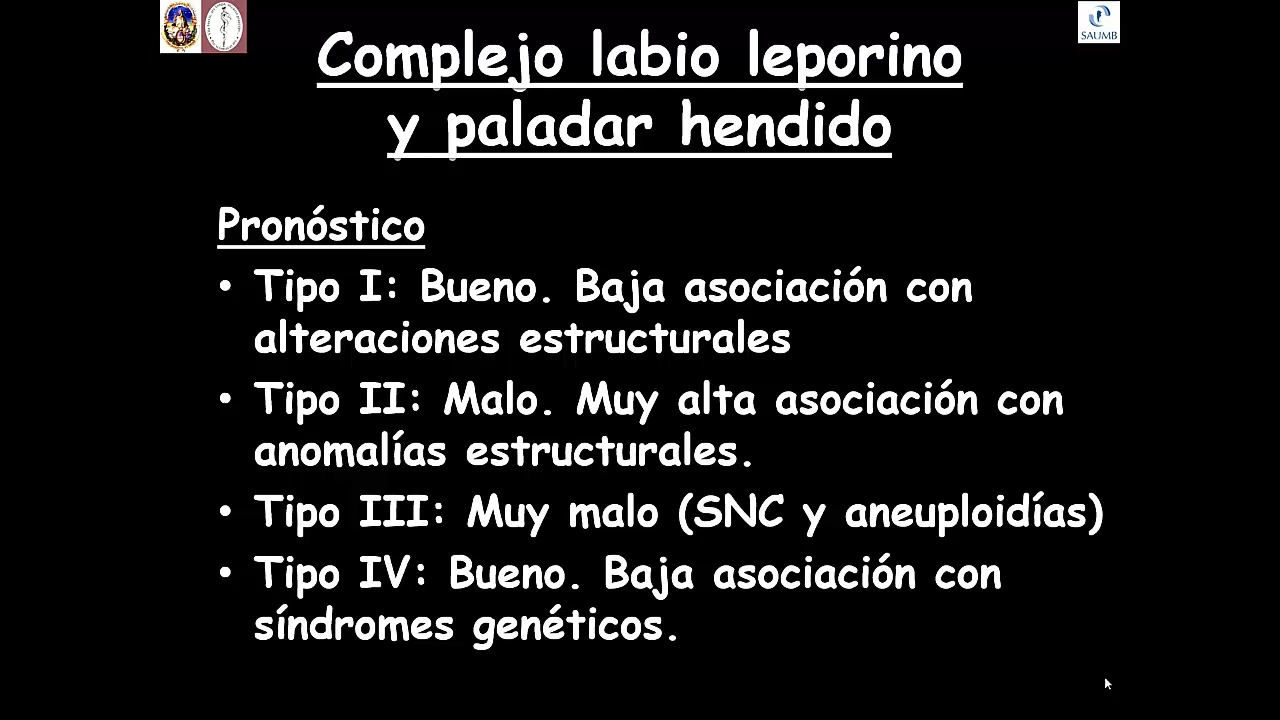 SAUMB
Complejo labio leporino
y paladar hendido
Pronóstico
• Tipo I: Bueno. Baja asociación con
alteraciones estructurales
• Tipo II: Malo. Muy alta asociación con
anomalías estructurales.
• Tipo III: Muy malo (SNC y aneuploidías)
• Tipo IV: Bueno. Baja asociación con
síndromes genéticos.